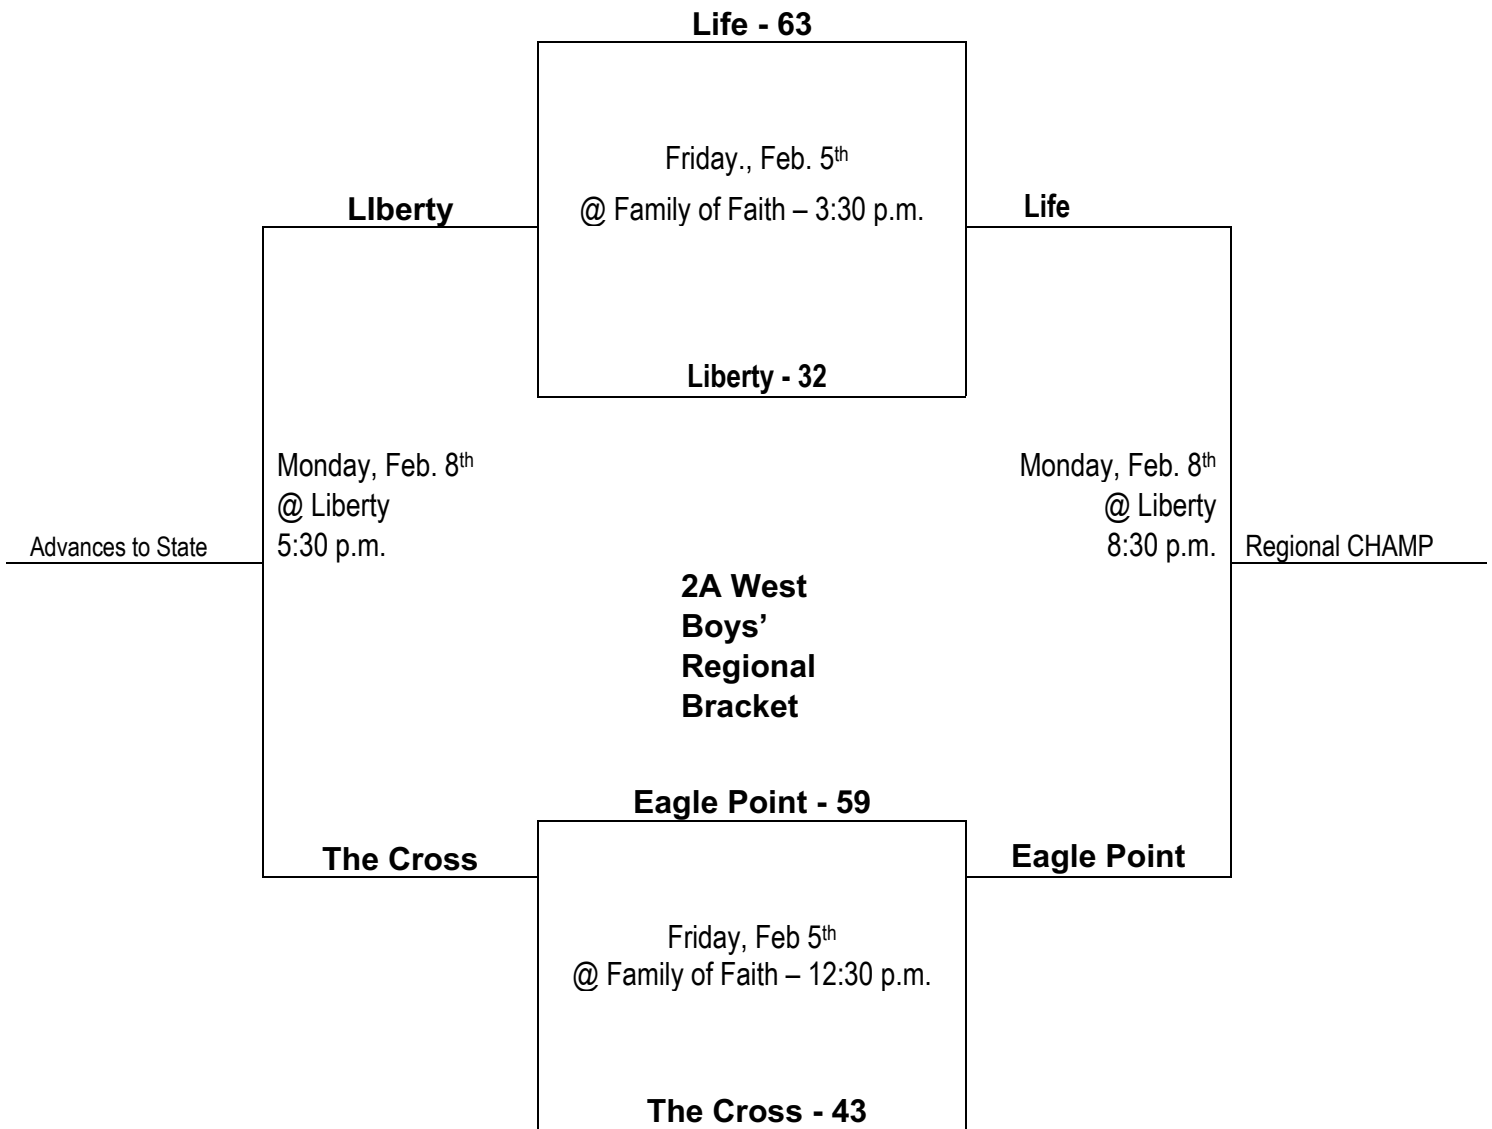 Life - 63
Friday., Feb. 5th
@ Family of Faith – 3:30 p.m.
LIberty
Life
Liberty - 32
Monday, Feb. 8th
@ Liberty
5:30 p.m.
Monday, Feb. 8th
@ Liberty
8:30 p.m.
Advances to State
Regional CHAMP
2A West
Boys’
Regional
Bracket
Eagle Point - 59
The Cross
Eagle Point
Friday, Feb 5th
@ Family of Faith – 12:30 p.m.
The Cross - 43